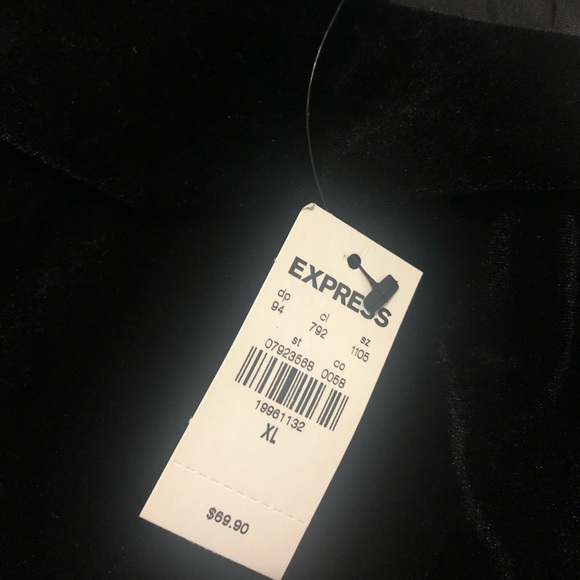 EXPRESS
dp cl sz
94 792 1105
st co
07923568 0058
19961132
XL
$69.90